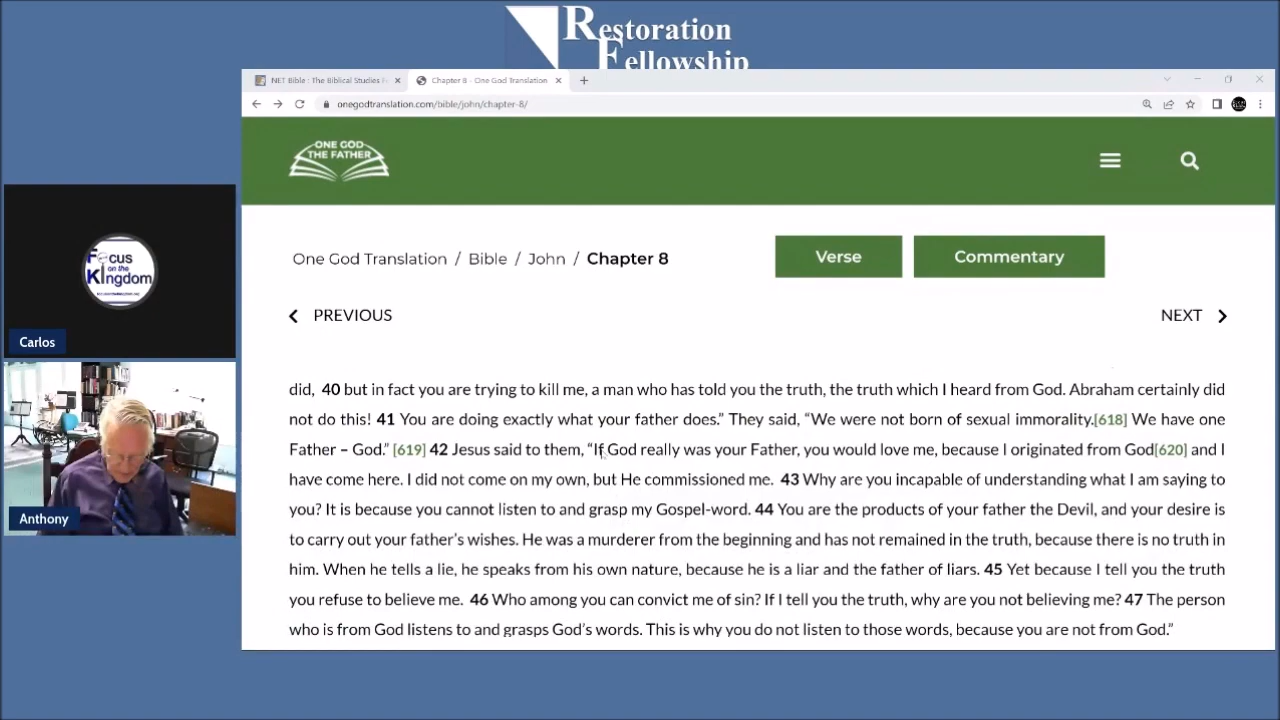 Restoration
Fellowship
NET Bible : The Biblical Studies F
Chapter 8 - One God Translation
onegodtranslation.com/bible/john/chapter-8/
ONE GOD
THE FATHER
One God Translation / Bible / John / Chapter 8
Verse
Commentary
PREVIOUS
NEXT
did, 40 but in fact you are trying to kill me, a man who has told you the truth, the truth which I heard from God. Abraham certainly did
not do this! 41 You are doing exactly what your father does.” They said, “We were not born of sexual immorality.[618] We have one
Father – God.” [619] 42 Jesus said to them, “If God really was your Father, you would love me, because I originated from God[620] and I
have come here. I did not come on my own, but He commissioned me. 43 Why are you incapable of understanding what I am saying to
you? It is because you cannot listen to and grasp my Gospel-word. 44 You are the products of your father the Devil, and your desire is
to carry out your father’s wishes. He was a murderer from the beginning and has not remained in the truth, because there is no truth in
him. When he tells a lie, he speaks from his own nature, because he is a liar and the father of liars. 45 Yet because I tell you the truth
you refuse to believe me. 46 Who among you can convict me of sin? If I tell you the truth, why are you not believing me? 47 The person
who is from God listens to and grasps God’s words. This is why you do not listen to those words, because you are not from God.”
Focus
on the
Kingdom
Carlos
Anthony